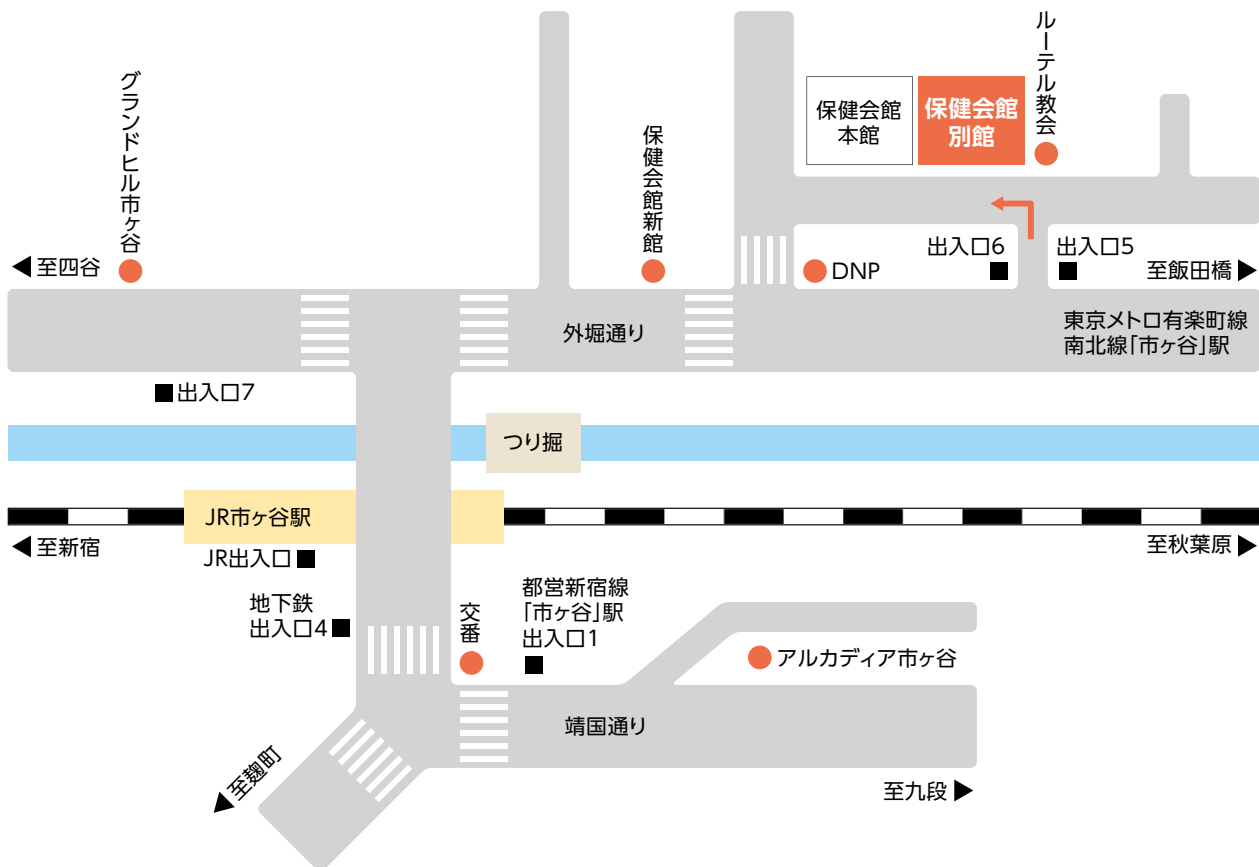 グランドヒル市ヶ谷
保健会館新館
保健会館
本館
保健会館
別館
ルーテル教会
至四谷
DNP
出入口6
出入口5
至飯田橋
外堀通り
東京メトロ有楽町線
南北線「市ヶ谷」駅
出入口7
つり掘
JR市ヶ谷駅
至新宿
JR出入口
至秋葉原
地下鉄
出入口4
交番
都営新宿線
「市ヶ谷」駅
出入口1
アルカディア市ヶ谷
靖国通り
至麹町
至九段